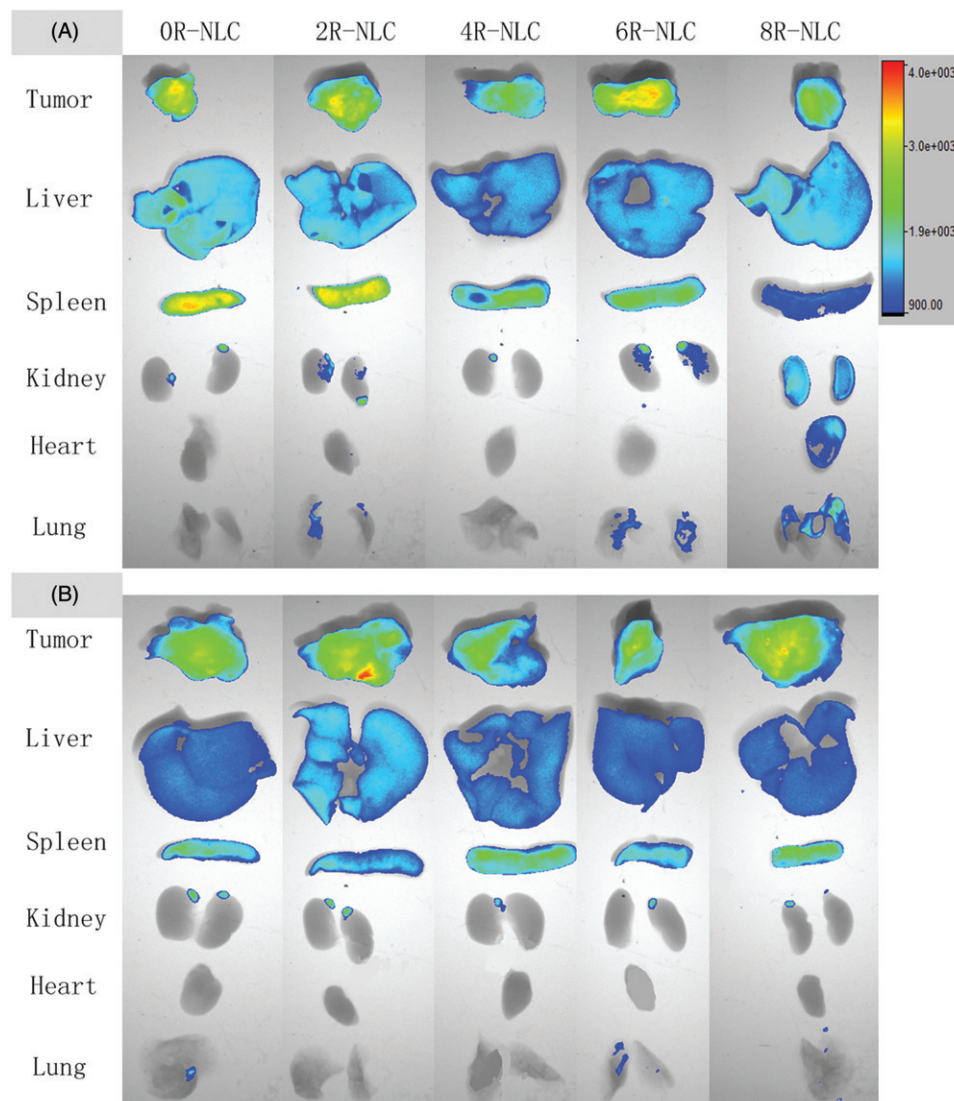 (A) 0R-NLC 2R-NLC 4R-NLC 6R-NLC 8R-NLC
4.0e+003
Tumor
3.0e+003
Liver
1.9e+003
Spleen
900.00
Kidney
Heart
Lung
(B)
Tumor
Liver
Spleen
Kidney
Heart
Lung